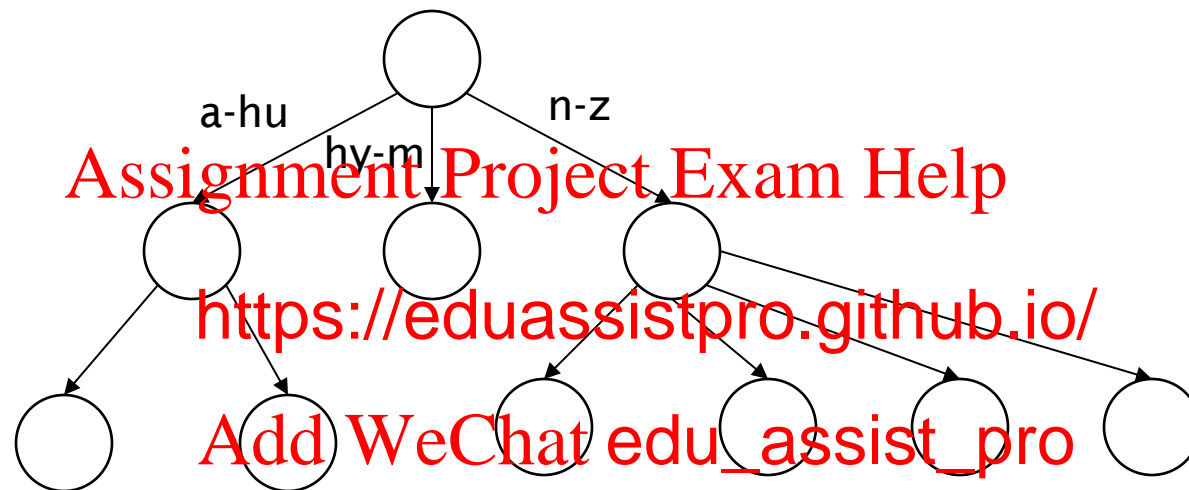 a-hu
n-z
hy-m
Assignment Project Exam Help
https://eduassistpro.github.io/
Add WeChat edu_assist_pro